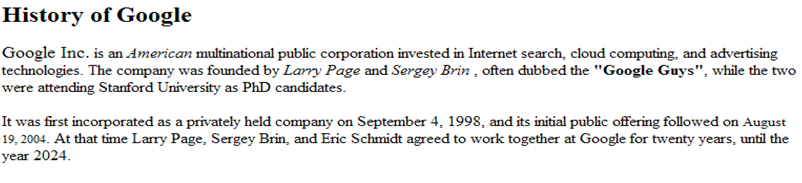 History of Google
Google Inc. is an American multinational public corporation invested in Internet search, cloud computing, and advertising
technologies. The company was founded by Larry Page and Sergey Brin , often dubbed the "Google Guys", while the two
were attending Stanford University as PhD candidates.
It was first incorporated as a privately held company on September 4, 1998, and its initial public offering followed on August
19, 2004. At that time Larry Page, Sergey Brin, and Eric Schmidt agreed to work together at Google for twenty years, until the
year 2024.